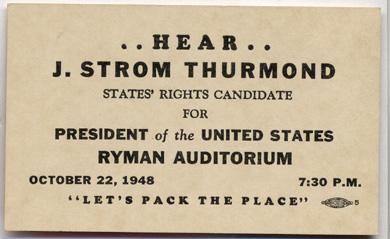 ..HEAR..
J. STROM THURMOND
STATES' RIGHTS CANDIDATE
FOR
PRESIDENT of the UNITED STATES
RYMAN AUDITORIUM
OCTOBER 22, 1948 7:30 P.M.
"LET'S PACK THE PLACE" 5